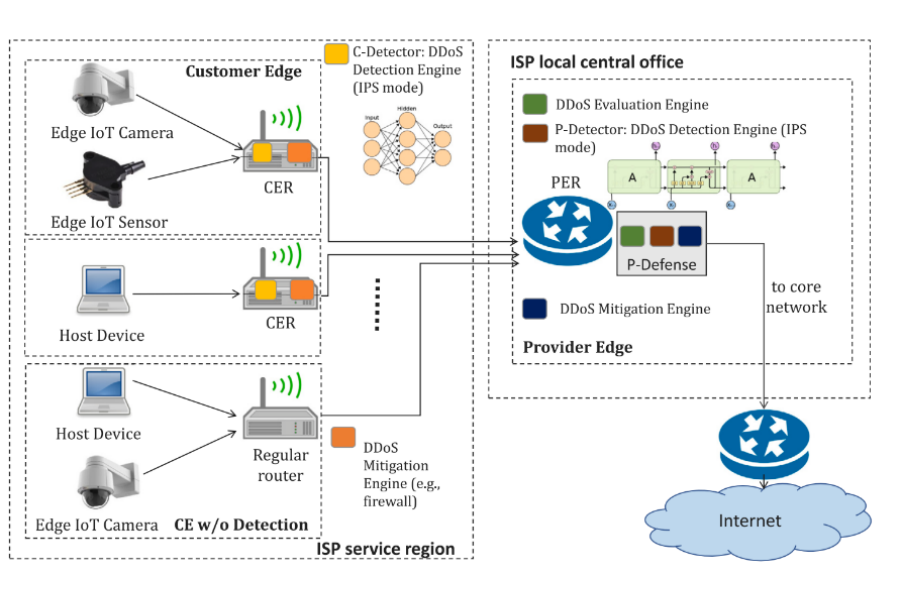 Customer Edge
Edge IoT Camera
Edge IoT Sensor
CER
C-Detector: DDoS
Detection Engine
(IPS mode)
Input
Hidden
Output
Host Device
CER
Host Device
Edge IoT Camera
Regular
router
CE w/o Detection
DDoS
Mitigation
Engine (e.g.,
firewall)
ISP service region
ISP local central office
DDoS Evaluation Engine
P-Detector: DDoS Detection Engine (IPS
mode)
A
A
PER
P-Defense
DDoS Mitigation Engine
Provider Edge
to core
network
Internet